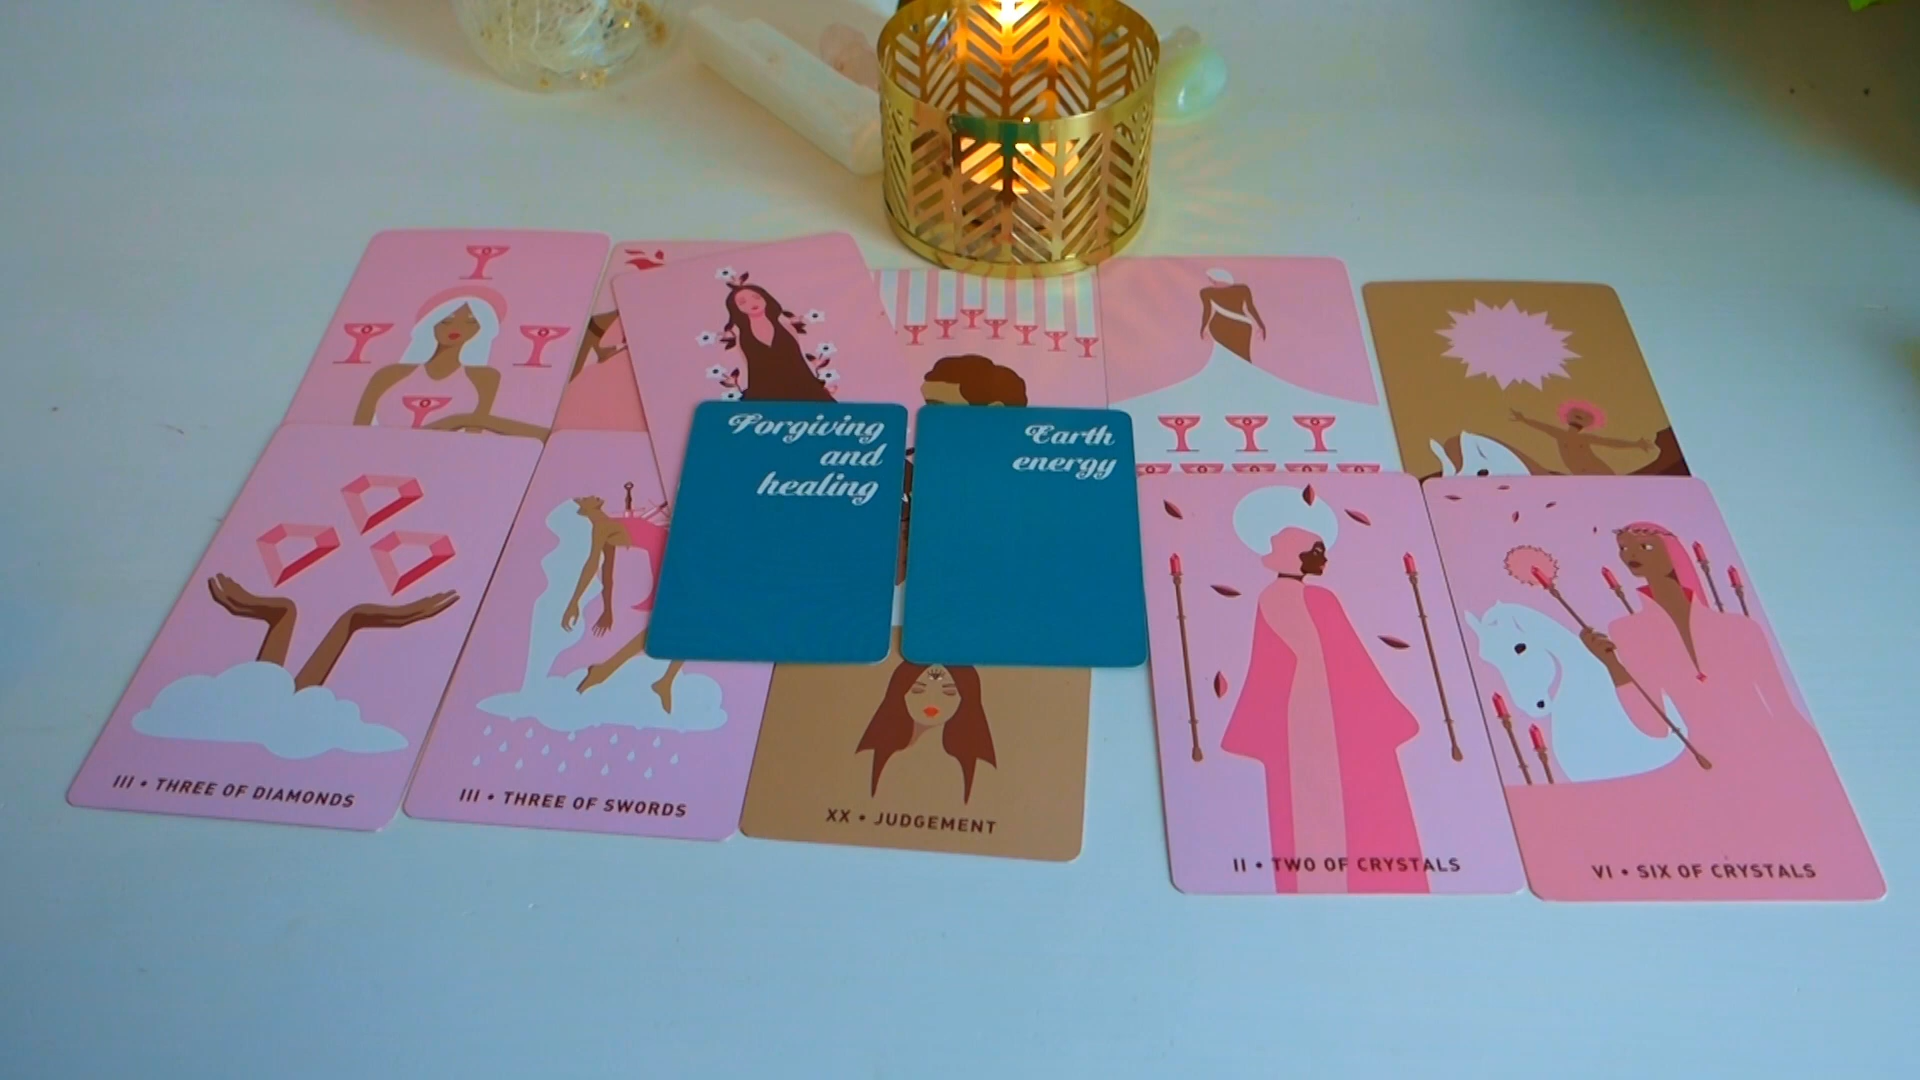 Forgiving
and
healing
Earth
energy
III • THREE OF DIAMONDS
III • THREE OF SWORDS
XX • JUDGEMENT
II • TWO OF CRYSTALS
VI • SIX OF CRYSTALS